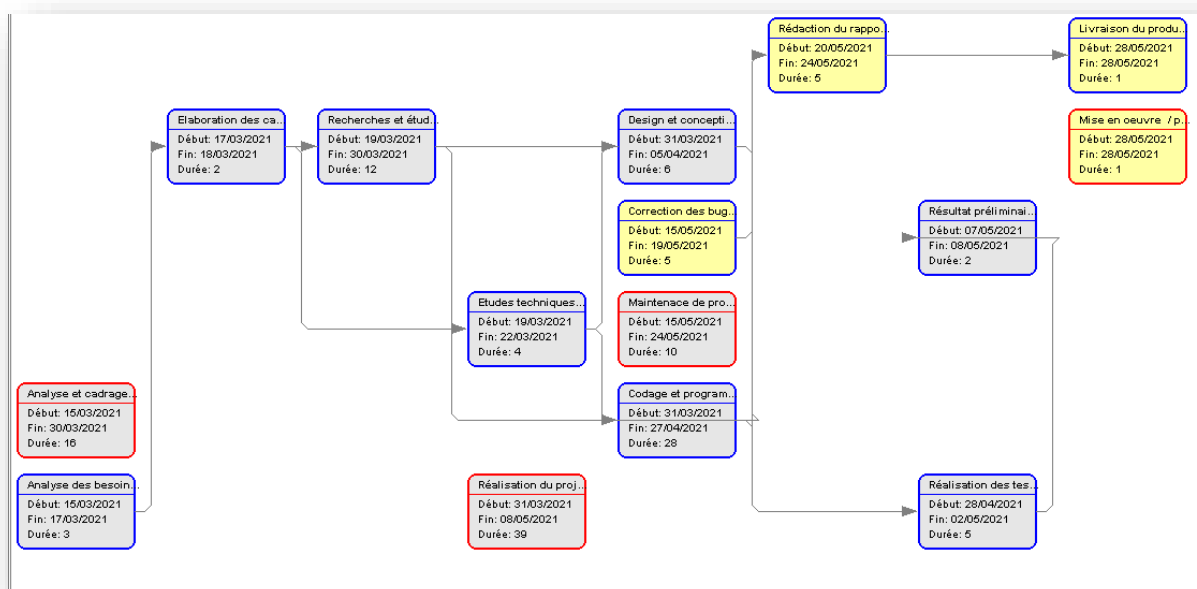 Rédaction du rappo...
Début: 20/05/2021
Fin: 24/05/2021
Durée: 5
Livraison du produ...
Début: 28/05/2021
Fin: 28/05/2021
Durée: 1
Elaboration des ca...
Début: 17/03/2021
Fin: 18/03/2021
Durée: 2
Recherches et étud...
Début: 19/03/2021
Fin: 30/03/2021
Durée: 12
Design et concepti...
Début: 31/03/2021
Fin: 05/04/2021
Durée: 6
Mise en oeuvre / p...
Début: 28/05/2021
Fin: 28/05/2021
Durée: 1
Correction des bug...
Début: 15/05/2021
Fin: 19/05/2021
Durée: 5
Résultat préliminai...
Début: 07/05/2021
Fin: 08/05/2021
Durée: 2
Etudes techniques...
Début: 19/03/2021
Fin: 22/03/2021
Durée: 4
Maintenace de pro...
Début: 15/05/2021
Fin: 24/05/2021
Durée: 10
Analyse et cadrage...
Début: 15/03/2021
Fin: 30/03/2021
Durée: 16
Codage et program...
Début: 31/03/2021
Fin: 27/04/2021
Durée: 28
Analyse des besoin...
Début: 15/03/2021
Fin: 17/03/2021
Durée: 3
Réalisation du proj...
Début: 31/03/2021
Fin: 08/05/2021
Durée: 39
Réalisation des tes...
Début: 28/04/2021
Fin: 02/05/2021
Durée: 5